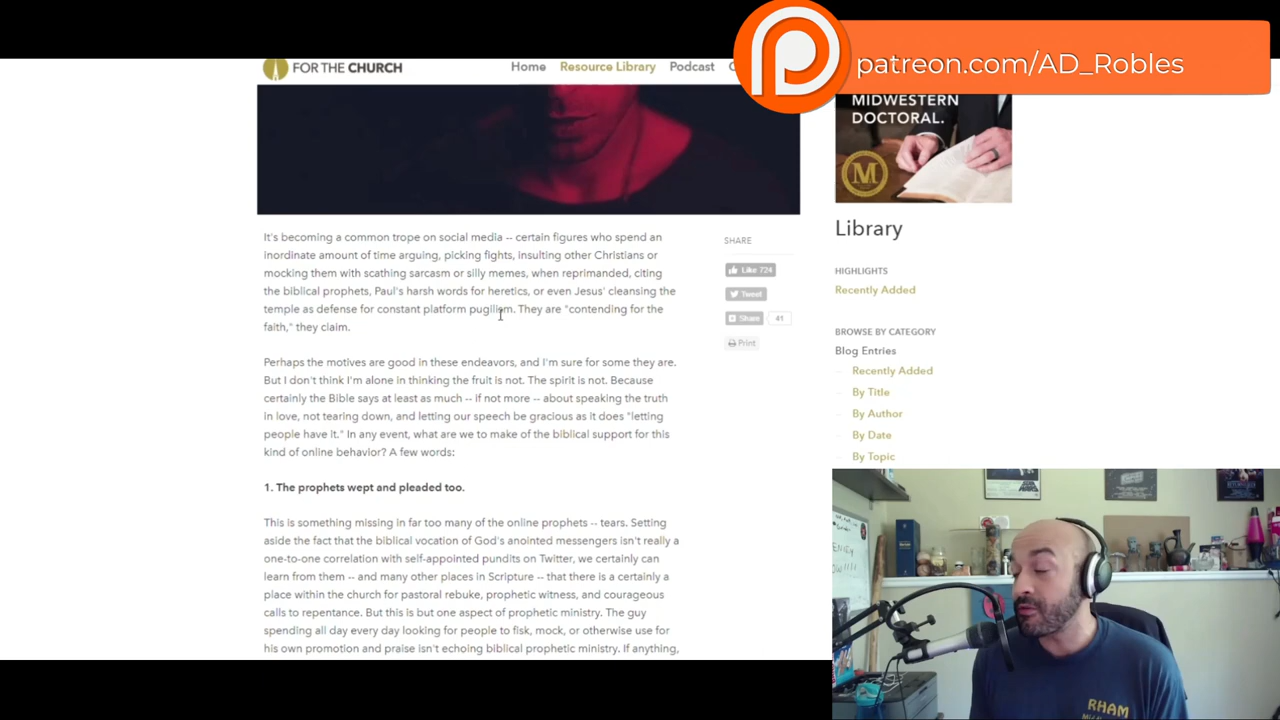 patreon.com/AD_Robles
FOR THE CHURCH
Home
Resource Library
Podcast
MIDWESTERN
DOCTORAL.
M
It's becoming a common trope on social media -- certain figures who spend an
inordinate amount of time arguing, picking fights, insulting other Christians or
mocking them with scathing sarcasm or silly memes, when reprimanded, citing
the biblical prophets, Paul's harsh words for heretics, or even Jesus' cleansing the
temple as defense for constant platform pugilism. They are "contending for the
faith," they claim.
Perhaps the motives are good in these endeavors, and I'm sure for some they are.
But I don't think I'm alone in thinking the fruit is not. The spirit is not. Because
certainly the Bible says at least as much -- if not more -- about speaking the truth
in love, not tearing down, and letting our speech be gracious as it does "letting
people have it." In any event, what are we to make of the biblical support for this
kind of online behavior? A few words:
1. The prophets wept and pleaded too.
This is something missing in far too many of the online prophets -- tears. Setting
aside the fact that the biblical vocation of God's anointed messengers isn't really a
one-to-one correlation with self-appointed pundits on Twitter, we certainly can
learn from them -- and many other places in Scripture -- that there is a certainly a
place within the church for pastoral rebuke, prophetic witness, and courageous
calls to repentance. But this is but one aspect of prophetic ministry. The guy
spending all day every day looking for people to fisk, mock, or otherwise use for
his own promotion and praise isn't echoing biblical prophetic ministry. If anything,
SHARE
Like 724
Tweet
Share 41
Print
Library
HIGHLIGHTS
Recently Added
BROWSE BY CATEGORY
Blog Entries
Recently Added
By Title
By Author
By Date
By Topic
STAR
WARS
RHAM